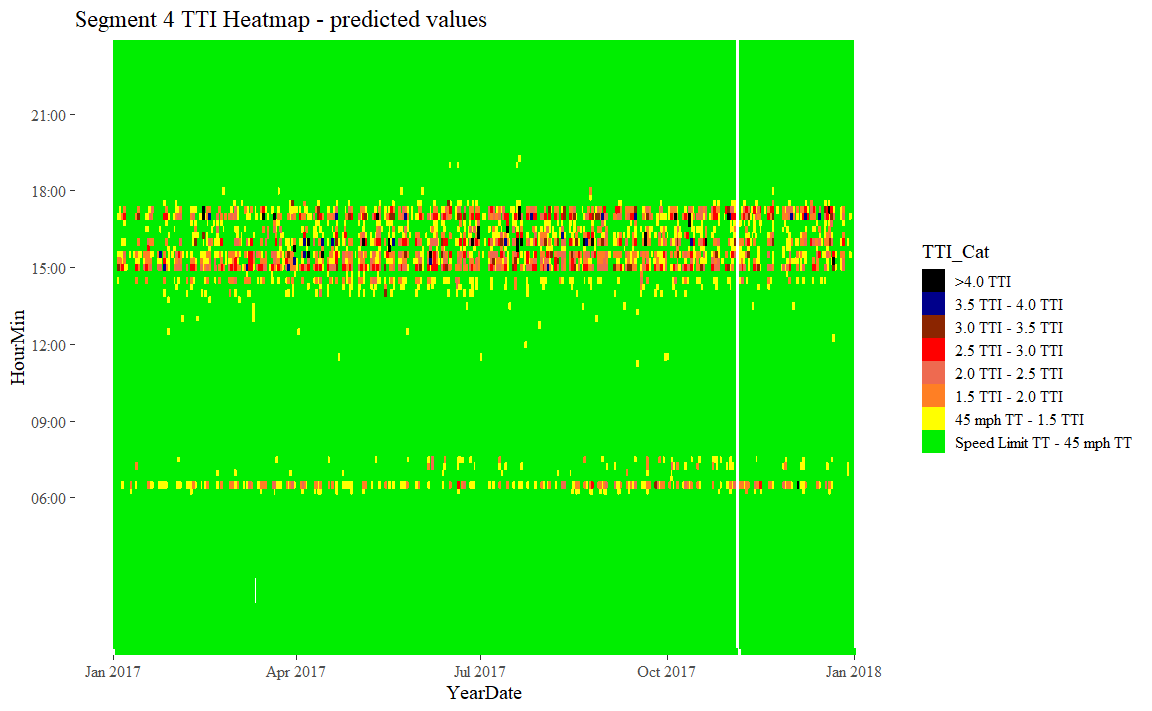 Segment 4 TTI Heatmap - predicted values
HourMin
21:00
18:00
15:00
12:00
09:00
06:00
Jan 2017
Apr 2017
Jul 2017
Oct 2017
Jan 2018
YearDate
TTI_Cat
>4.0 TTI
3.5 TTI - 4.0 TTI
3.0 TTI - 3.5 TTI
2.5 TTI - 3.0 TTI
2.0 TTI - 2.5 TTI
1.5 TTI - 2.0 TTI
45 mph TT - 1.5 TTI
Speed Limit TT - 45 mph TT